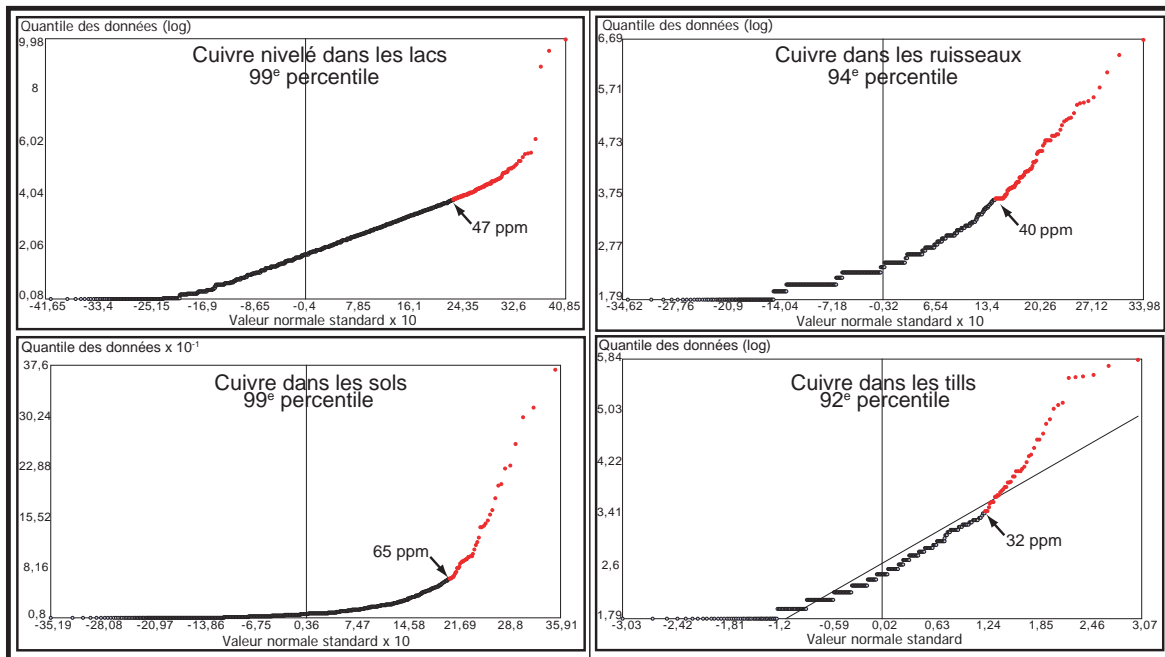 Quantile des données (log)
9,98
8
6,02
4,04
2,06
0,08
Cuivre nivelé dans les lacs
99e percentile
47 ppm
-41,65 -33,4 -25,15 -16,9 -8,65 -0,4 7,85 16,1 24,35 32,6 40,85
Valeur normale standard x 10
Quantile des données (log)
6,69
5,71
4,73
3,75
2,77
1,79
Cuivre dans les ruisseaux
94e percentile
40 ppm
-34,62 -27,76 -20,9 -14,04 -7,18 -0,32 6,54 13,4 20,26 27,12 33,98
Valeur normale standard x 10
Quantile des données x 10-1
37,6
30,24
22,88
15,52
8,16
0,8
Cuivre dans les sols
99e percentile
65 ppm
-35,19 -28,08 -20,97 -13,86 -6,75 0,36 7,47 14,58 21,69 28,8 35,91
Valeur normale standard x 10
Quantile des données (log)
5,84
5,03
4,22
3,41
2,6
1,79
Cuivre dans les tills
92e percentile
32 ppm
-3,03 -2,42 -1,81 -1,2 -0,59 0,02 0,63 1,24 1,85 2,46 3,07
Valeur normale standard